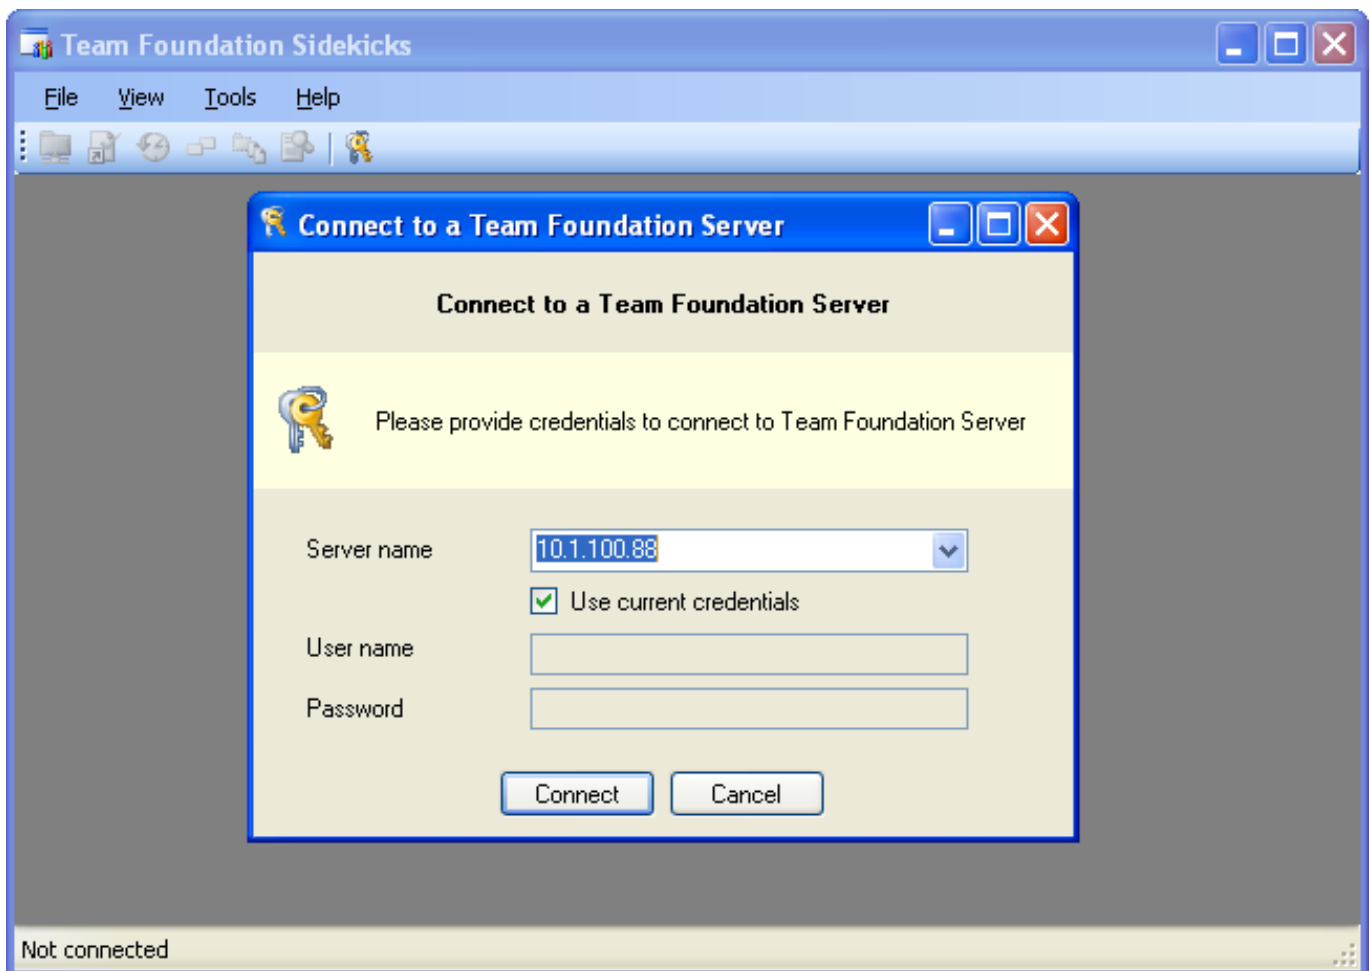 Team Foundation Sidekicks
File View Tools Help
Connect to a Team Foundation Server
Connect to a Team Foundation Server
Please provide credentials to connect to Team Foundation Server
Server name 10.1.100.88
Use current credentials
User name
Password
Connect Cancel
Not connected